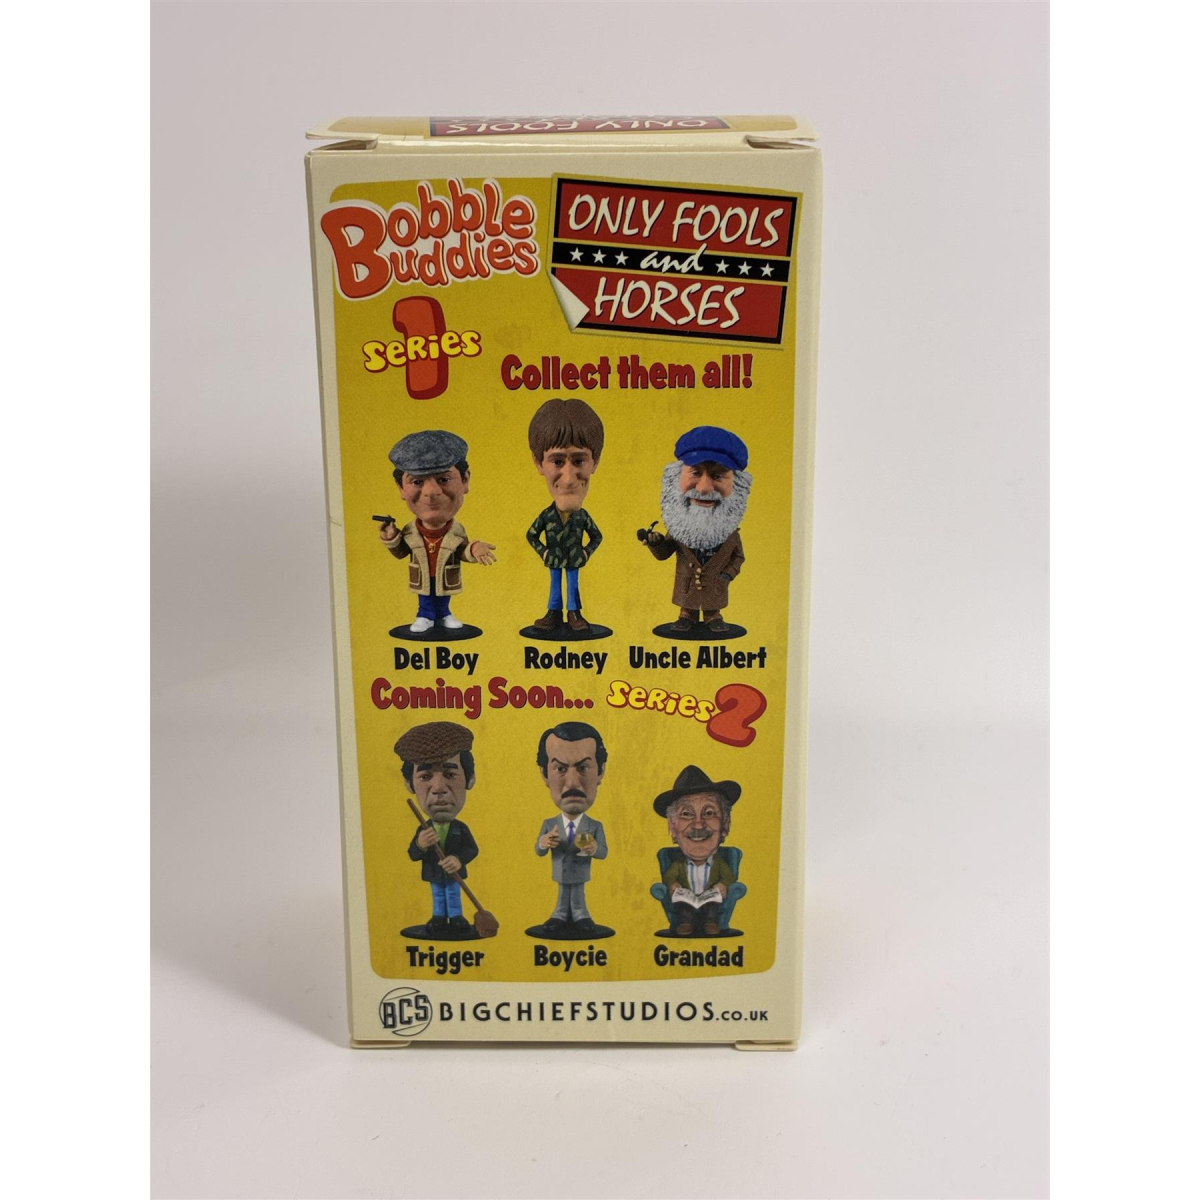 ONLY FOOLS
Bobble
Buddies
ONLY FOOLS
and
HORSES
SERIES 1
Collect them all!
Del Boy Rodney Uncle Albert
Coming Soon... SERIES 2
Trigger Boycie Grandad
BCS BIGCHIEFSTUDIOS.CO.UK